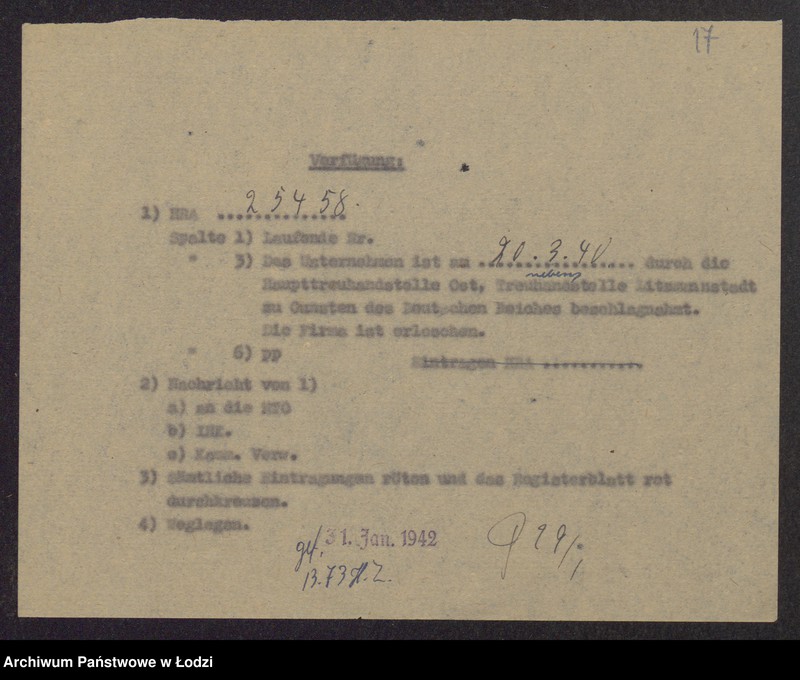 17
Verfügung:
1) HRA ............... 25458.
Spalte 1) Laufende Nr.
" 3) Das Unternehmen ist am 20.3.40 durch die
Haupttreuhandstelle Ost, Treuhandstelle Litzmannstadt
zu Gunsten des Deutschen Reiches beschlagnahmt.
Die Firma ist erloschen.
" 6) pp Eintragen HRA ...........
2) Nachricht von 1)
a) an die HTO
b) IHK.
c) Komm. Verw.
3) Sämtliche Eintragungen röten und das Registerblatt rot
durchkreuzen.
4) Weglegen.
gef. 31. Jan. 1942
Archiwum Państwowe w Łodzi